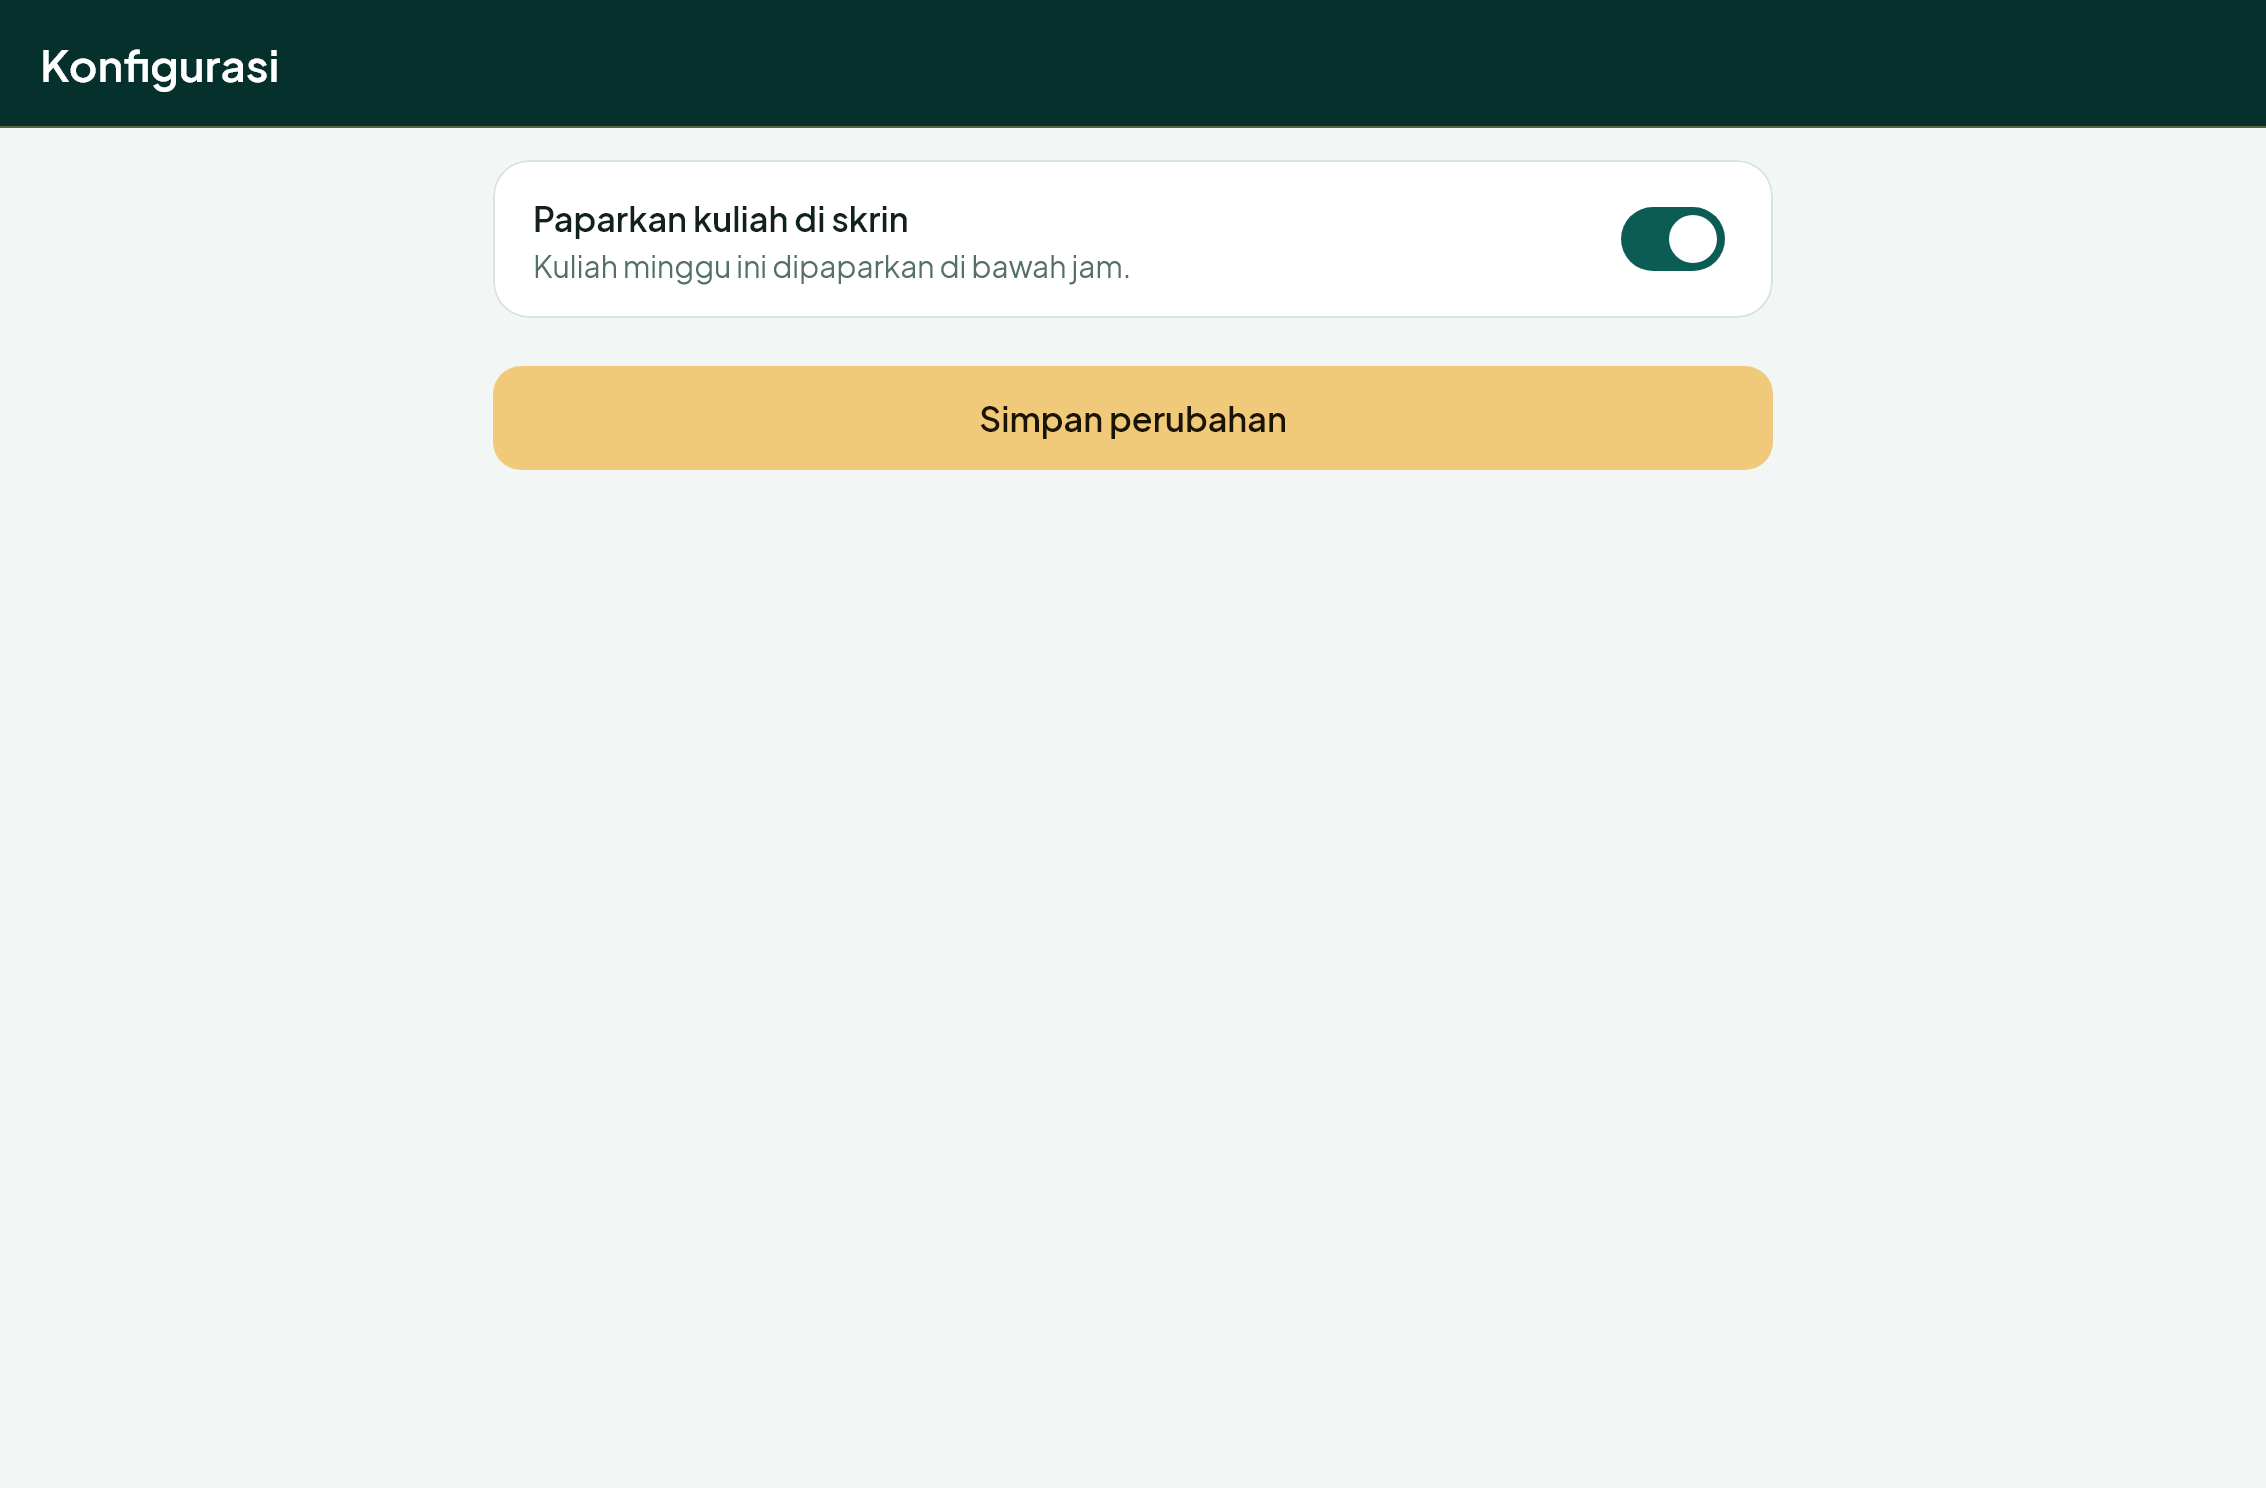 Konfigurasi
Paparkan kuliah di skrin
Kuliah minggu ini dipaparkan di bawah jam.
Simpan perubahan